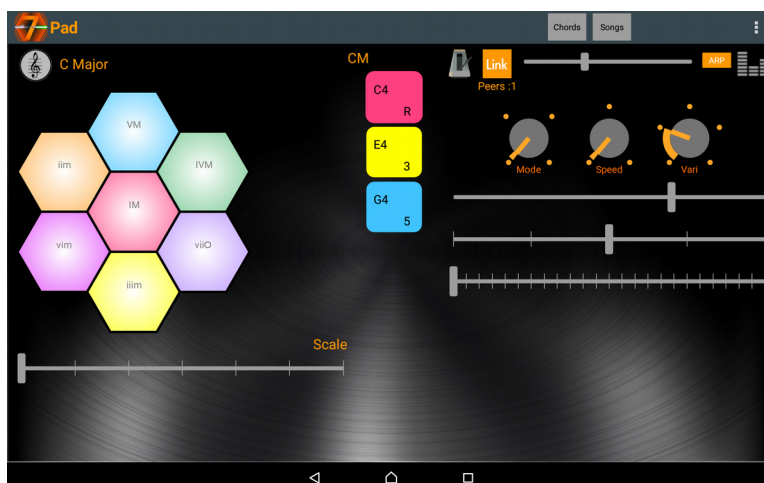 7 Pad
Chords
Songs
C Major
CM
Link
Peers :1
ARP
C4
R
E4
3
G4
5
VM
iim
IVM
IM
vim
viiO
iiim
Mode
Speed
Vari
Scale